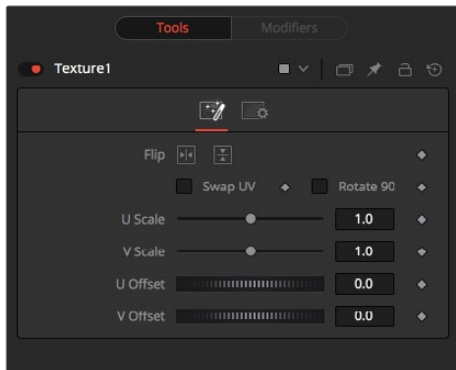 Tools Modifiers
Texture1
Flip
Swap UV Rotate 90
U Scale 1.0
V Scale 1.0
U Offset 0.0
V Offset 0.0